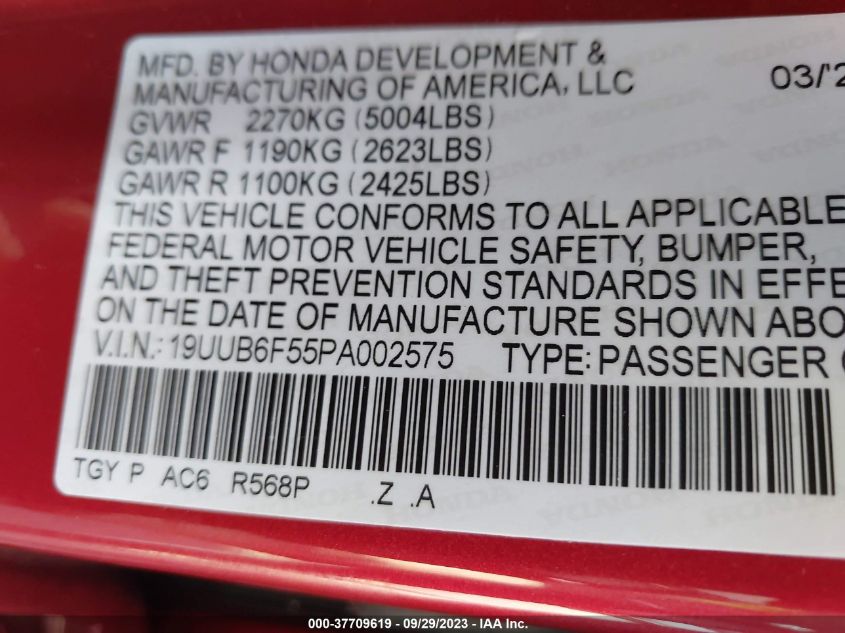 MFD. BY HONDA DEVELOPMENT &
MANUFACTURING OF AMERICA, LLC 03/'2
GVWR 2270KG (5004LBS)
GAWR F 1190KG (2623LBS)
GAWR R 1100KG (2425LBS)
THIS VEHICLE CONFORMS TO ALL APPLICABLE
FEDERAL MOTOR VEHICLE SAFETY, BUMPER,
AND THEFT PREVENTION STANDARDS IN EFFE
ON THE DATE OF MANUFACTURE SHOWN ABO
V.I.N.: 19UUB6F55PA002575 TYPE: PASSENGER
TGY P AC6 R568P .Z .A
000-37709619 - 09/29/2023 - IAA Inc.